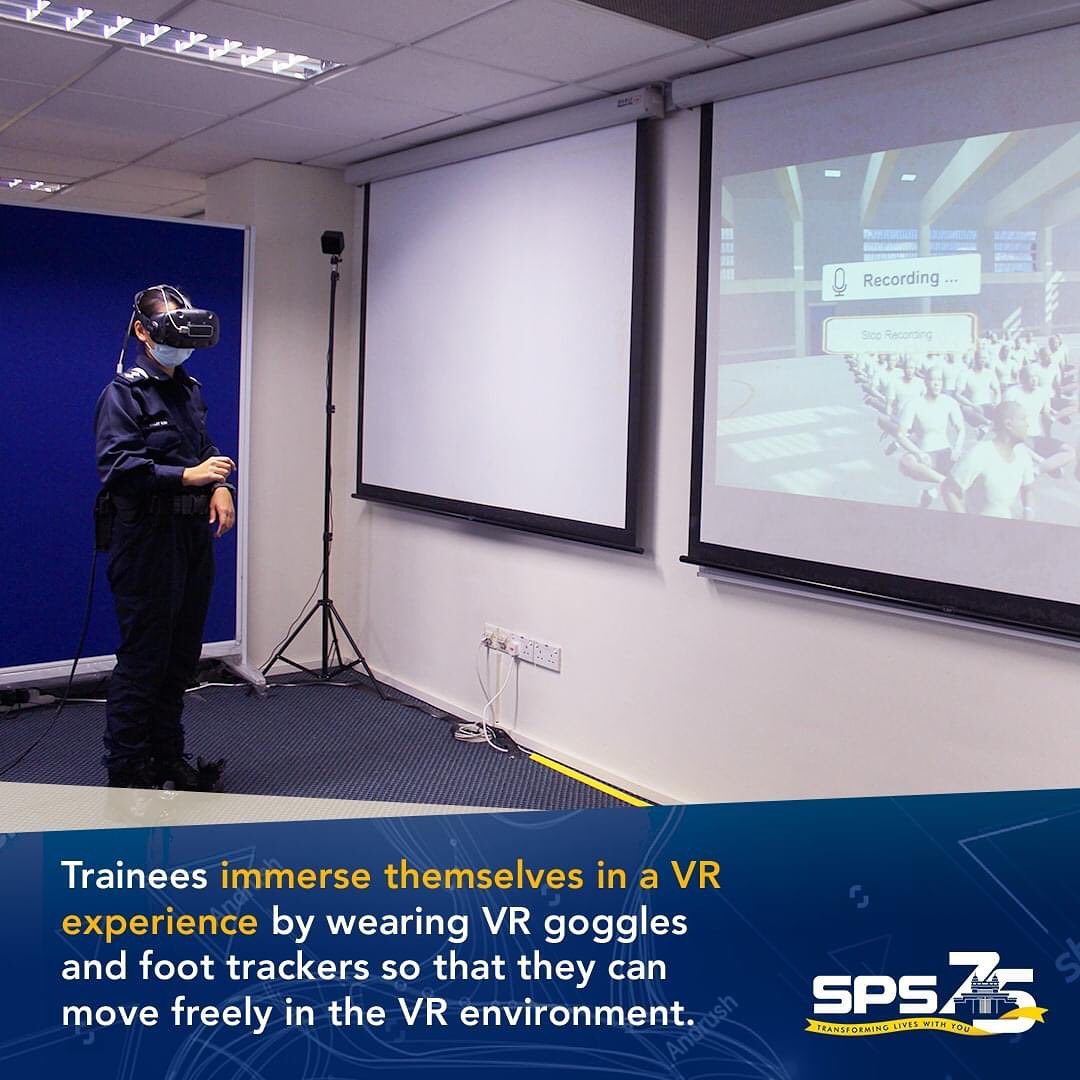 Recording ...
Stop Recording
Trainees immerse themselves in a VR
experience by wearing VR goggles
and foot trackers so that they can
move freely in the VR environment.
SPS75
TRANSFORMING LIVES WITH YOU
Anarush